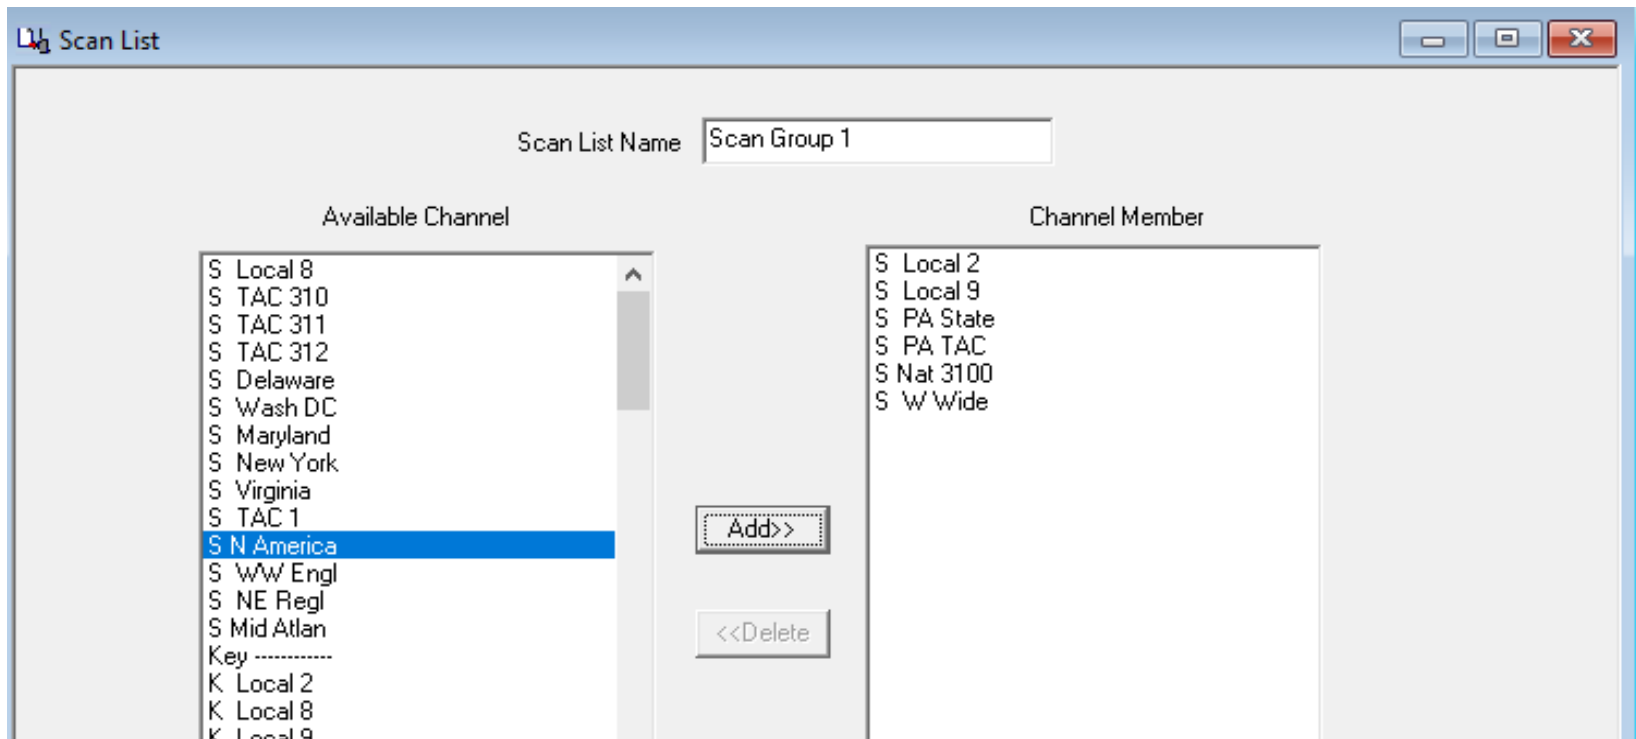 Scan List
Scan List Name Scan Group 1
Available Channel
S Local 8
S TAC 310
S TAC 311
S TAC 312
S Delaware
S Wash DC
S Maryland
S New York
S Virginia
S TAC 1
S N America
S WW Engl
S NE Regl
S Mid Atlan
Key ------------
K Local 2
K Local 8
K Local 9
Add>>
<<Delete
Channel Member
S Local 2
S Local 9
S PA State
S PA TAC
S Nat 3100
S W Wide